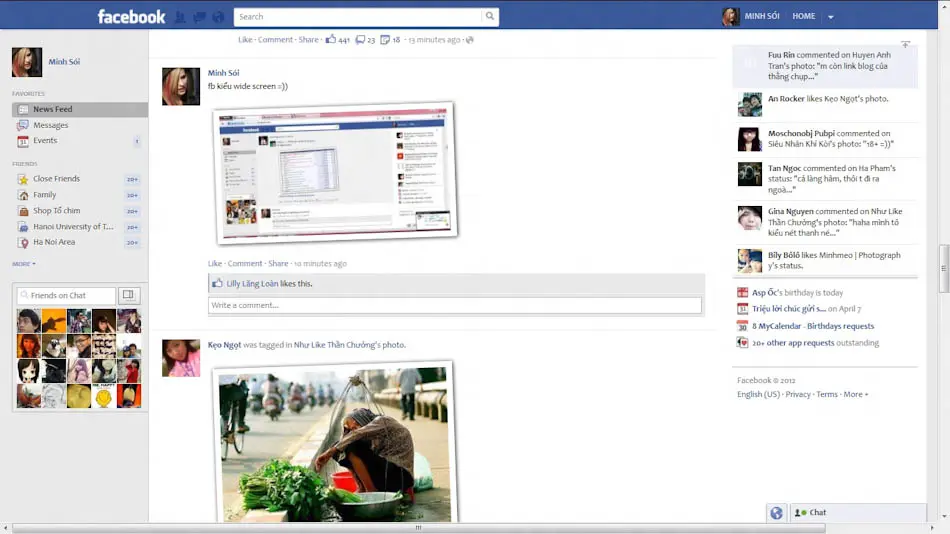 facebook
Search
MINH SÓI
HOME
Like · Comment · Share · 441 23 18 · 13 minutes ago ·
Minh Sói
FAVORITES
News Feed
Messages
Events 1
FRIENDS
Close Friends 20+
Family 20+
Shop Tổ chim 20+
Hanoi University of T... 20+
Ha Noi Area 20+
MORE
Friends on Chat
Minh Sói
fb kiểu wide screen =))
Like · Comment · Share · 10 minutes ago
Lilly Lăng Loàn likes this.
Write a comment...
Kẹo Ngọt was tagged in Như Like Thần Chưởng's photo.
Fuu Rin commented on Huyen Anh
Tran's photo: "m còn link blog của
thằng chụp..."
An Rocker likes Kẹo Ngọt's photo.
Moschonobj Pubpi commented on
Siêu Nhân Khỉ Kòi's photo: "18+ =))"
Tan Ngoc commented on Ha Pham's
status: "cả làng hâm, thôi t đi ra
ngoà..."
Gina Nguyen commented on Như Like
Thần Chưởng's photo: "haha mình tô
kiểu nét thanh né..."
Bily Bôlô likes Minhmeo | Photograph
y's status.
Asp Ốc's birthday is today
Triệu lời chúc gửi s... on April 7
8 MyCalendar - Birthdays requests
20+ other app requests outstanding
Facebook © 2012
English (US) · Privacy · Terms · More
Chat